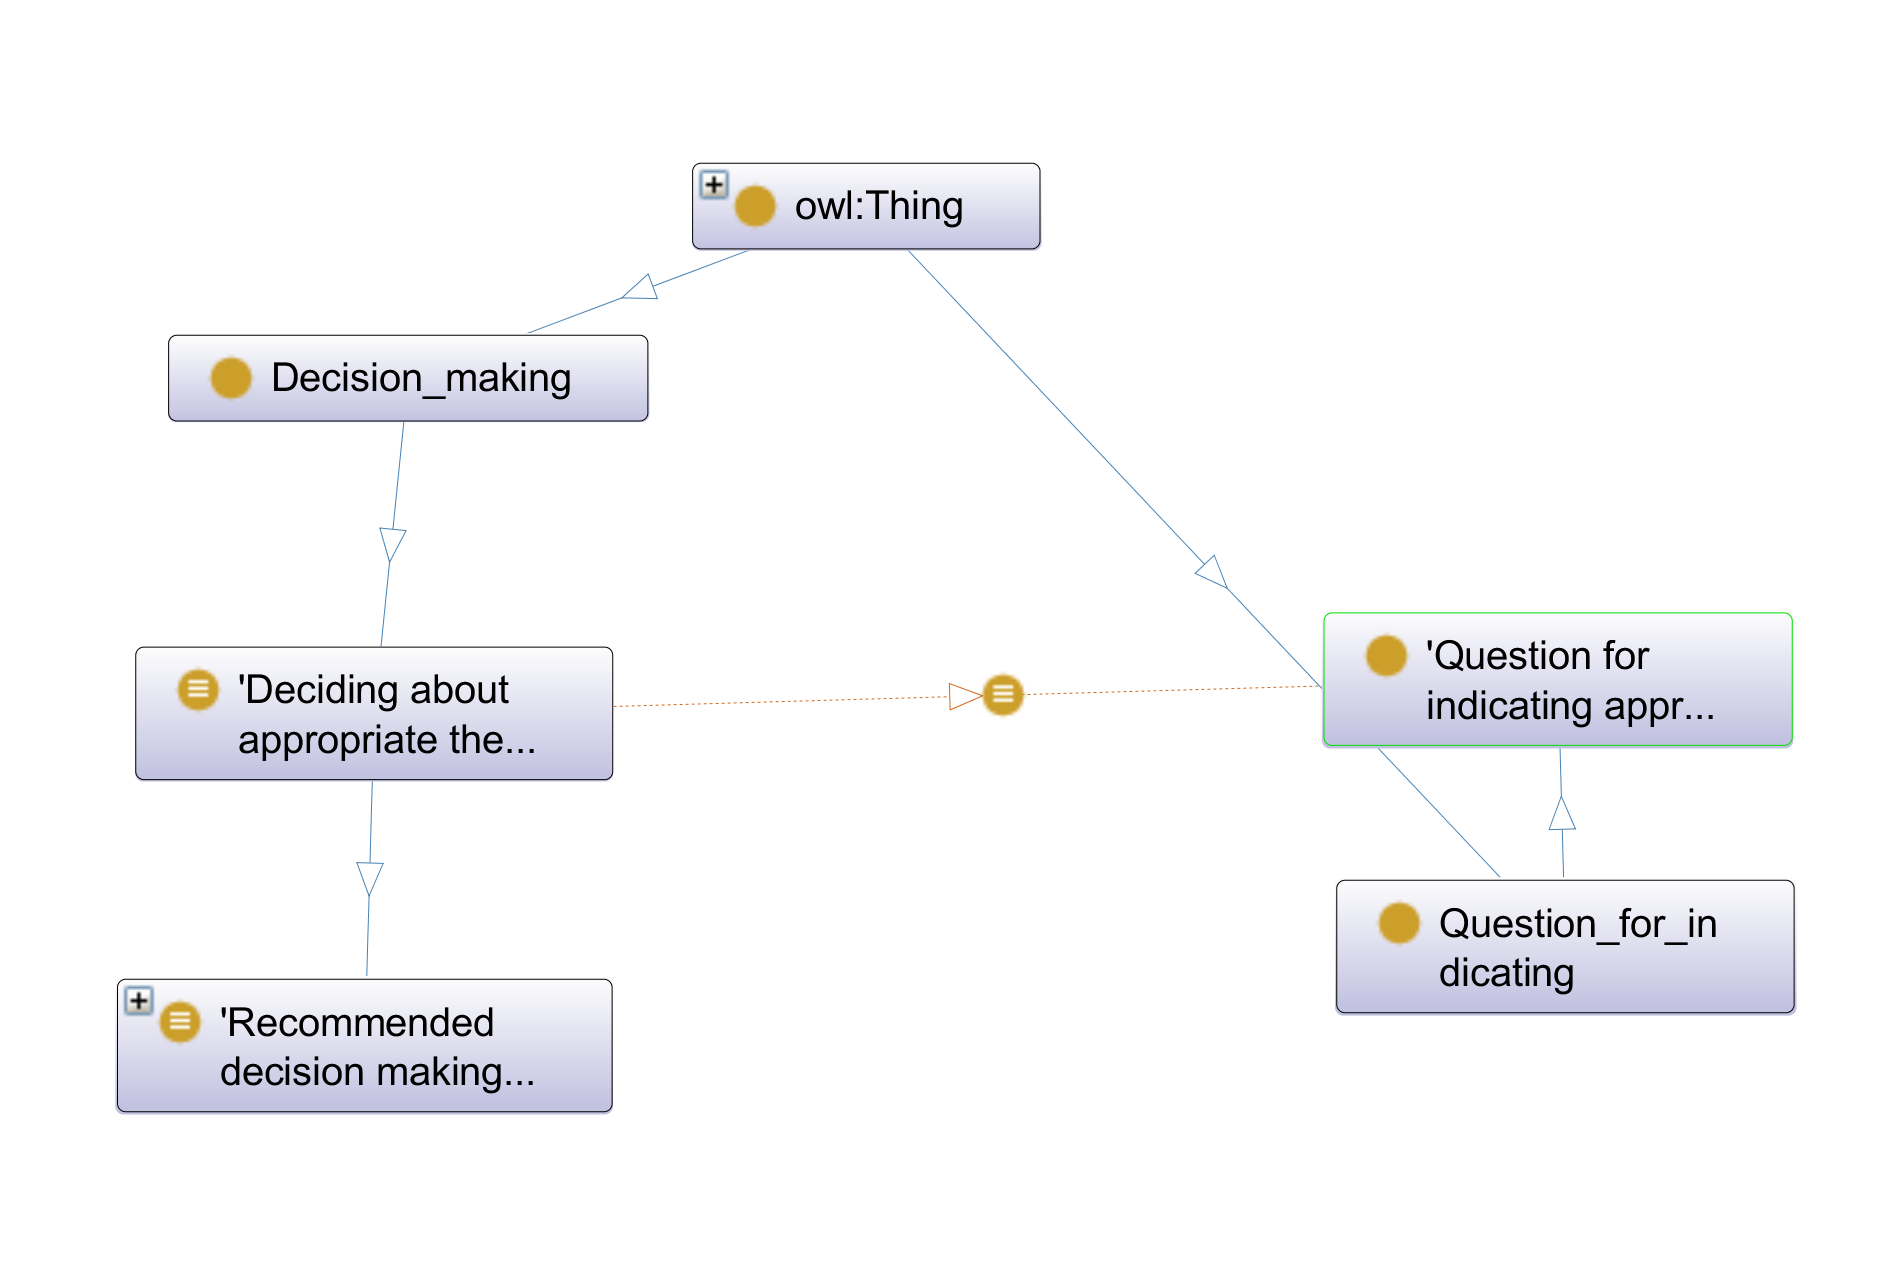 owl:Thing
Decision_making
'Deciding about
appropriate the...
'Question for
indicating appr...
Question_for_in
dicating
'Recommended
decision making...